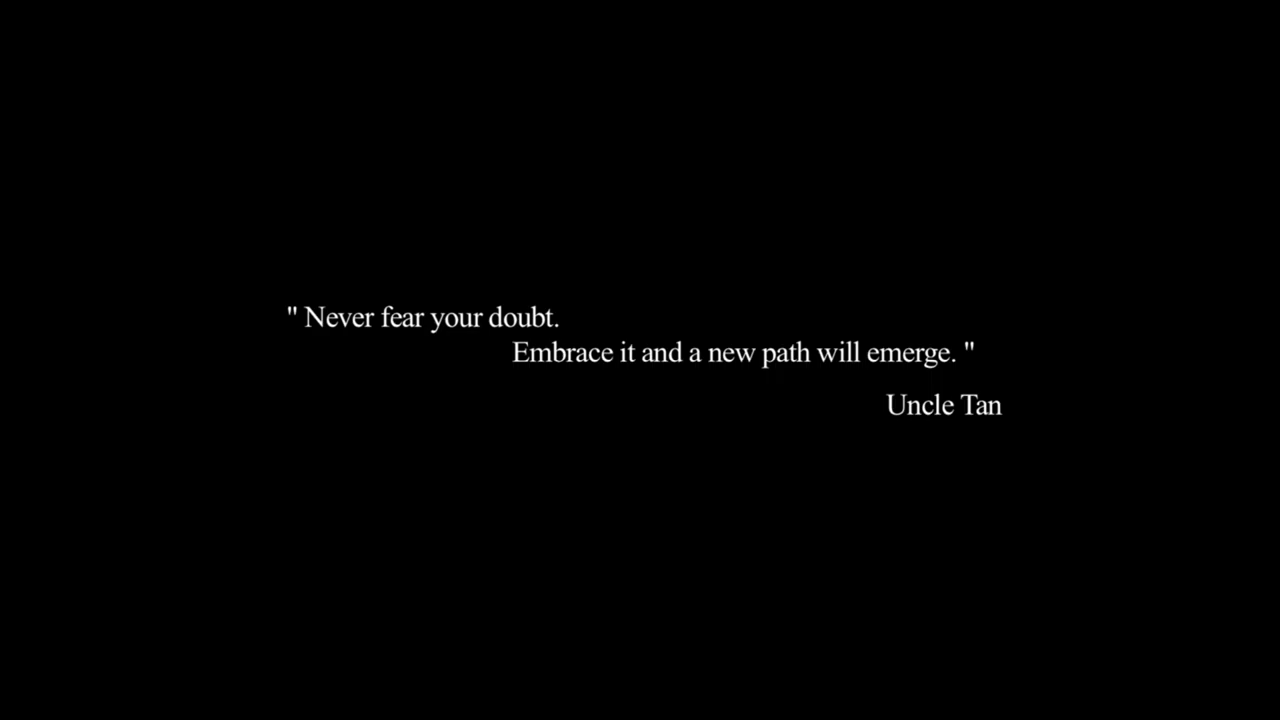 " Never fear your doubt.
Embrace it and a new path will emerge. "
Uncle Tan